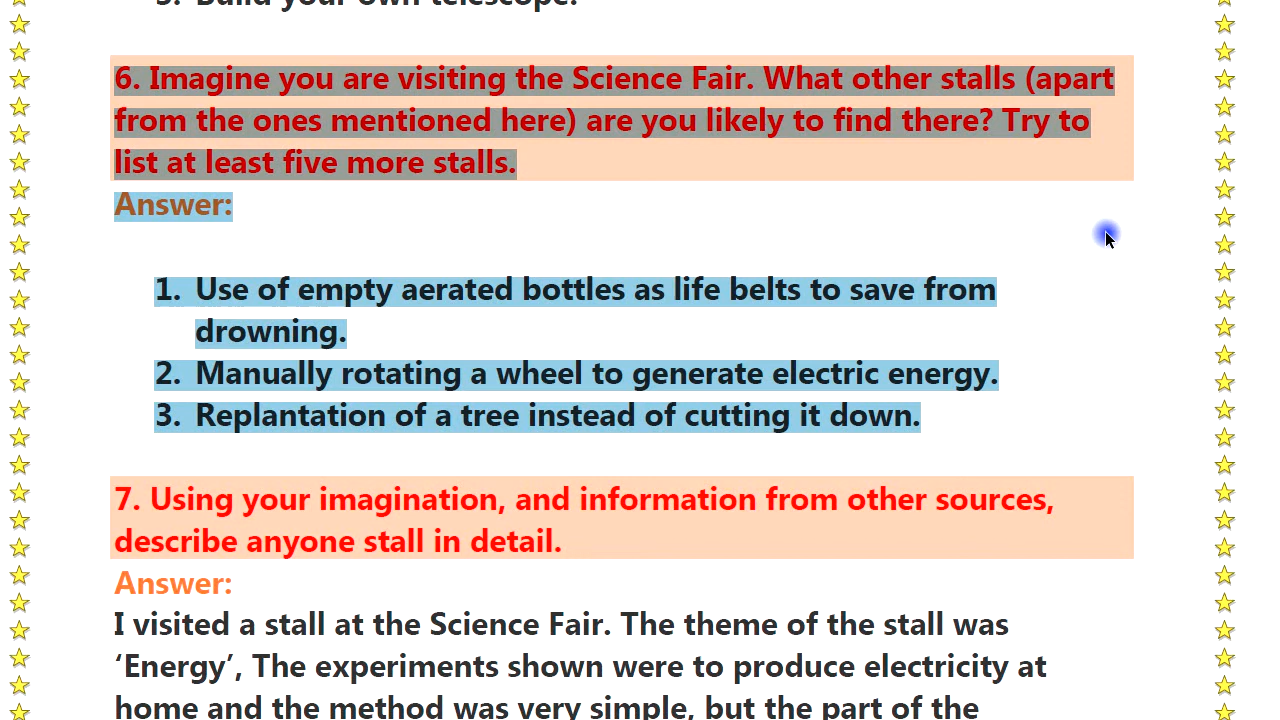 5. Build your own telescope.
6. Imagine you are visiting the Science Fair. What other stalls (apart
from the ones mentioned here) are you likely to find there? Try to
list at least five more stalls.
Answer:
1. Use of empty aerated bottles as life belts to save from
drowning.
2. Manually rotating a wheel to generate electric energy.
3. Replantation of a tree instead of cutting it down.
7. Using your imagination, and information from other sources,
describe anyone stall in detail.
Answer:
I visited a stall at the Science Fair. The theme of the stall was
‘Energy’, The experiments shown were to produce electricity at
home and the method was very simple, but the part of the